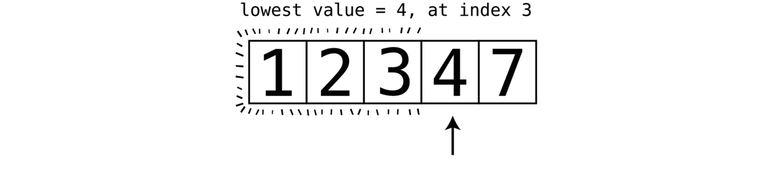 lowest value = 4, at index 3
1 2 3 4 7